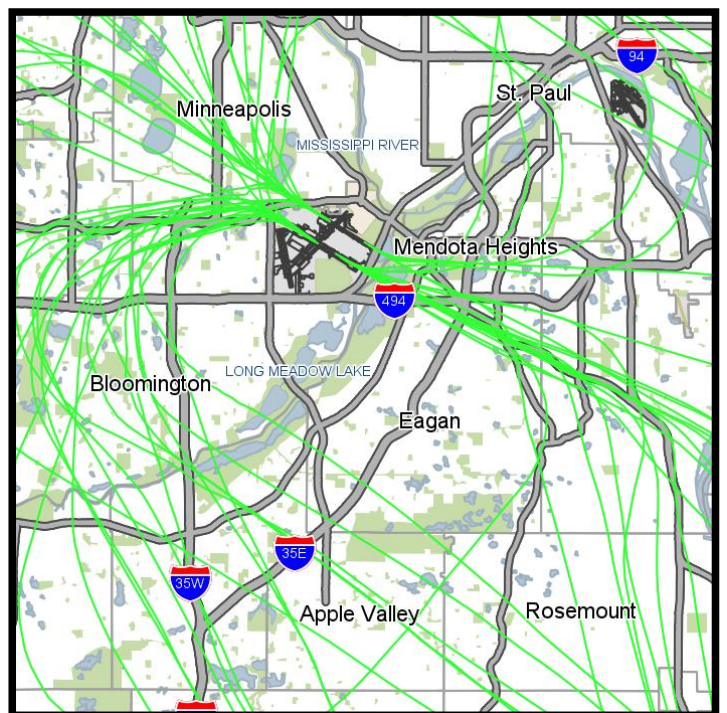 94
St. Paul
Minneapolis
MISSISSIPPI RIVER
Mendota Heights
494
LONG MEADOW LAKE
Bloomington
Eagan
35E
35W
Apple Valley
Rosemount